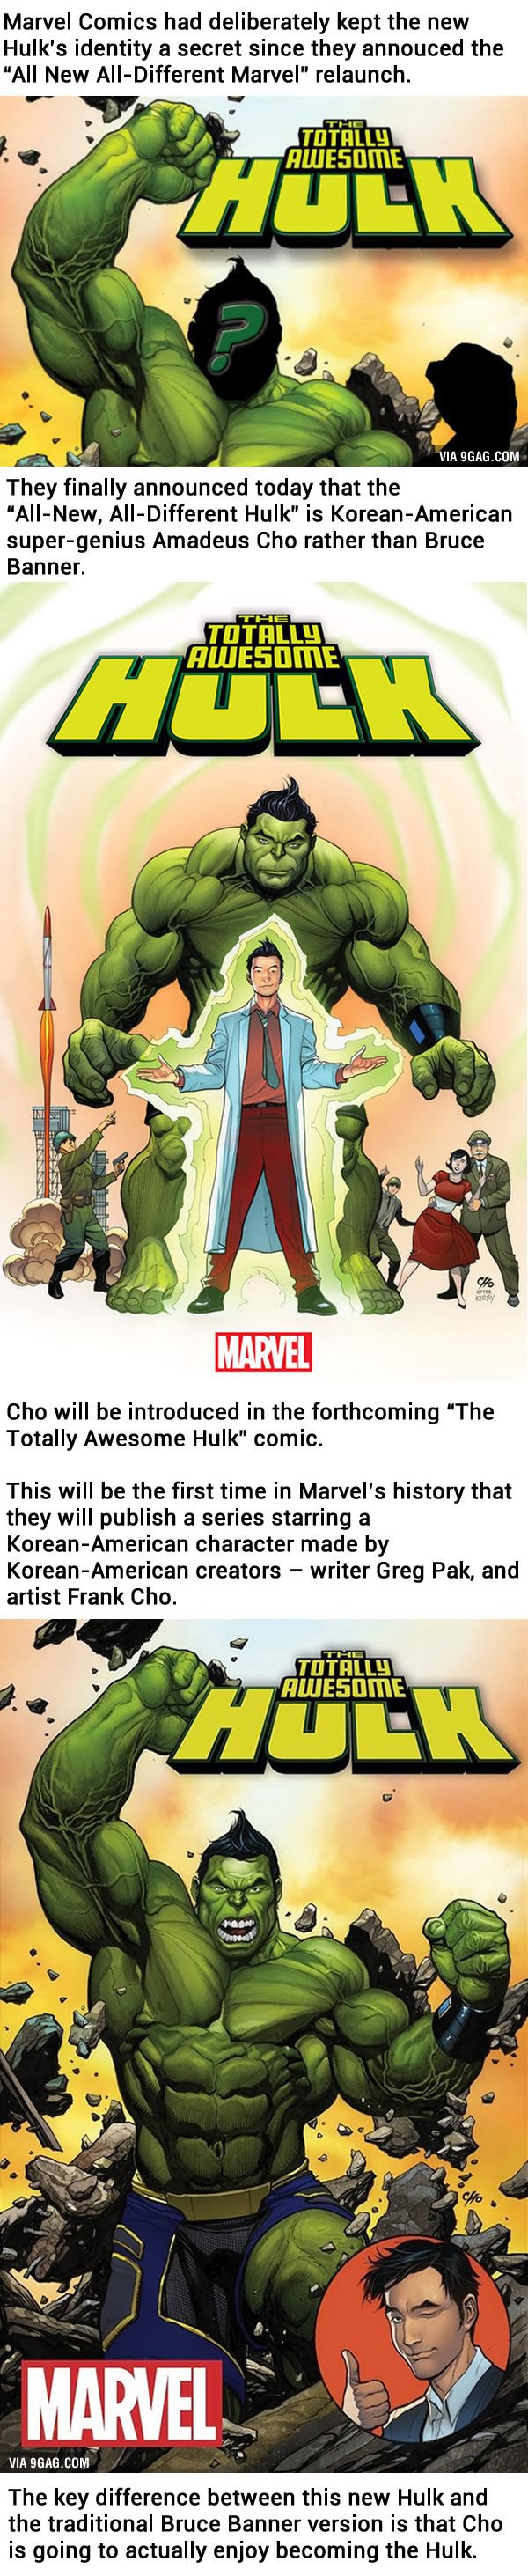 Marvel Comics had deliberately kept the new
Hulk's identity a secret since they annouced the
“All New All-Different Marvel” relaunch.
THE
TOTALLY
AWESOME
HULK
?
VIA 9GAG.COM
They finally announced today that the
“All-New, All-Different Hulk” is Korean-American
super-genius Amadeus Cho rather than Bruce
Banner.
THE
TOTALLY
AWESOME
HULK
CHO
AFTER
KIRBY
MARVEL
Cho will be introduced in the forthcoming “The
Totally Awesome Hulk” comic.
This will be the first time in Marvel's history that
they will publish a series starring a
Korean-American character made by
Korean-American creators – writer Greg Pak, and
artist Frank Cho.
THE
TOTALLY
AWESOME
HULK
CHO
MARVEL
VIA 9GAG.COM
The key difference between this new Hulk and
the traditional Bruce Banner version is that Cho
is going to actually enjoy becoming the Hulk.